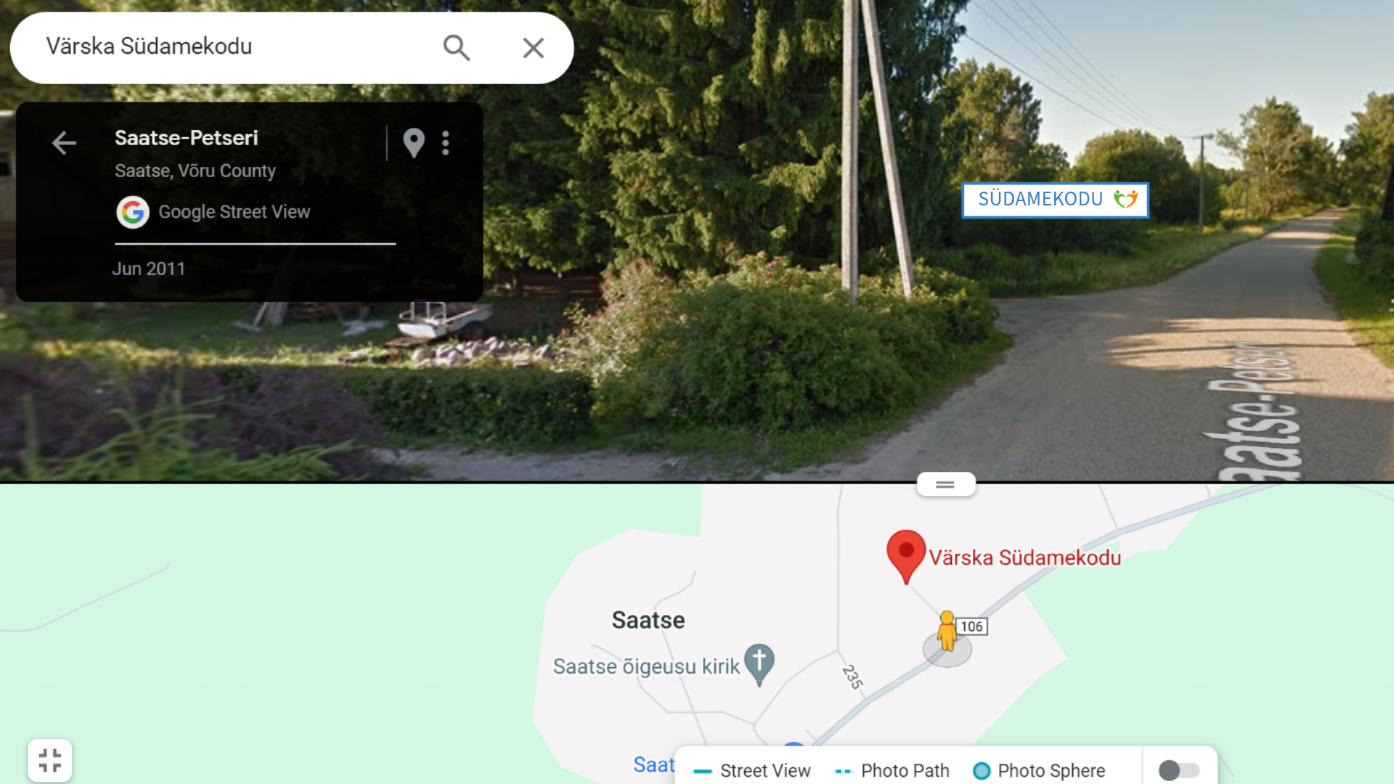 Värska Südamekodu
Saatse-Petseri
Saatse, Võru County
Google Street View
Jun 2011
SÜDAMEKODU
aatse-Petseri
Värska Südamekodu
106
Saatse
Saatse õigeusu kirik
235
Saat
Street View
Photo Path
Photo Sphere